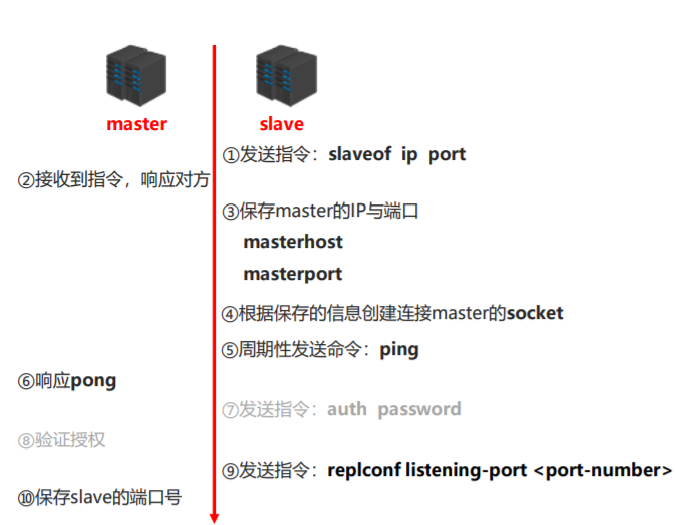 master
slave
①发送指令：slaveof ip port
②接收到指令，响应对方
③保存master的IP与端口
masterhost
masterport
④根据保存的信息创建连接master的socket
⑤周期性发送命令：ping
⑥响应pong
⑦发送指令：auth password
⑧验证授权
⑨发送指令：replconf listening-port <port-number>
⑩保存slave的端口号